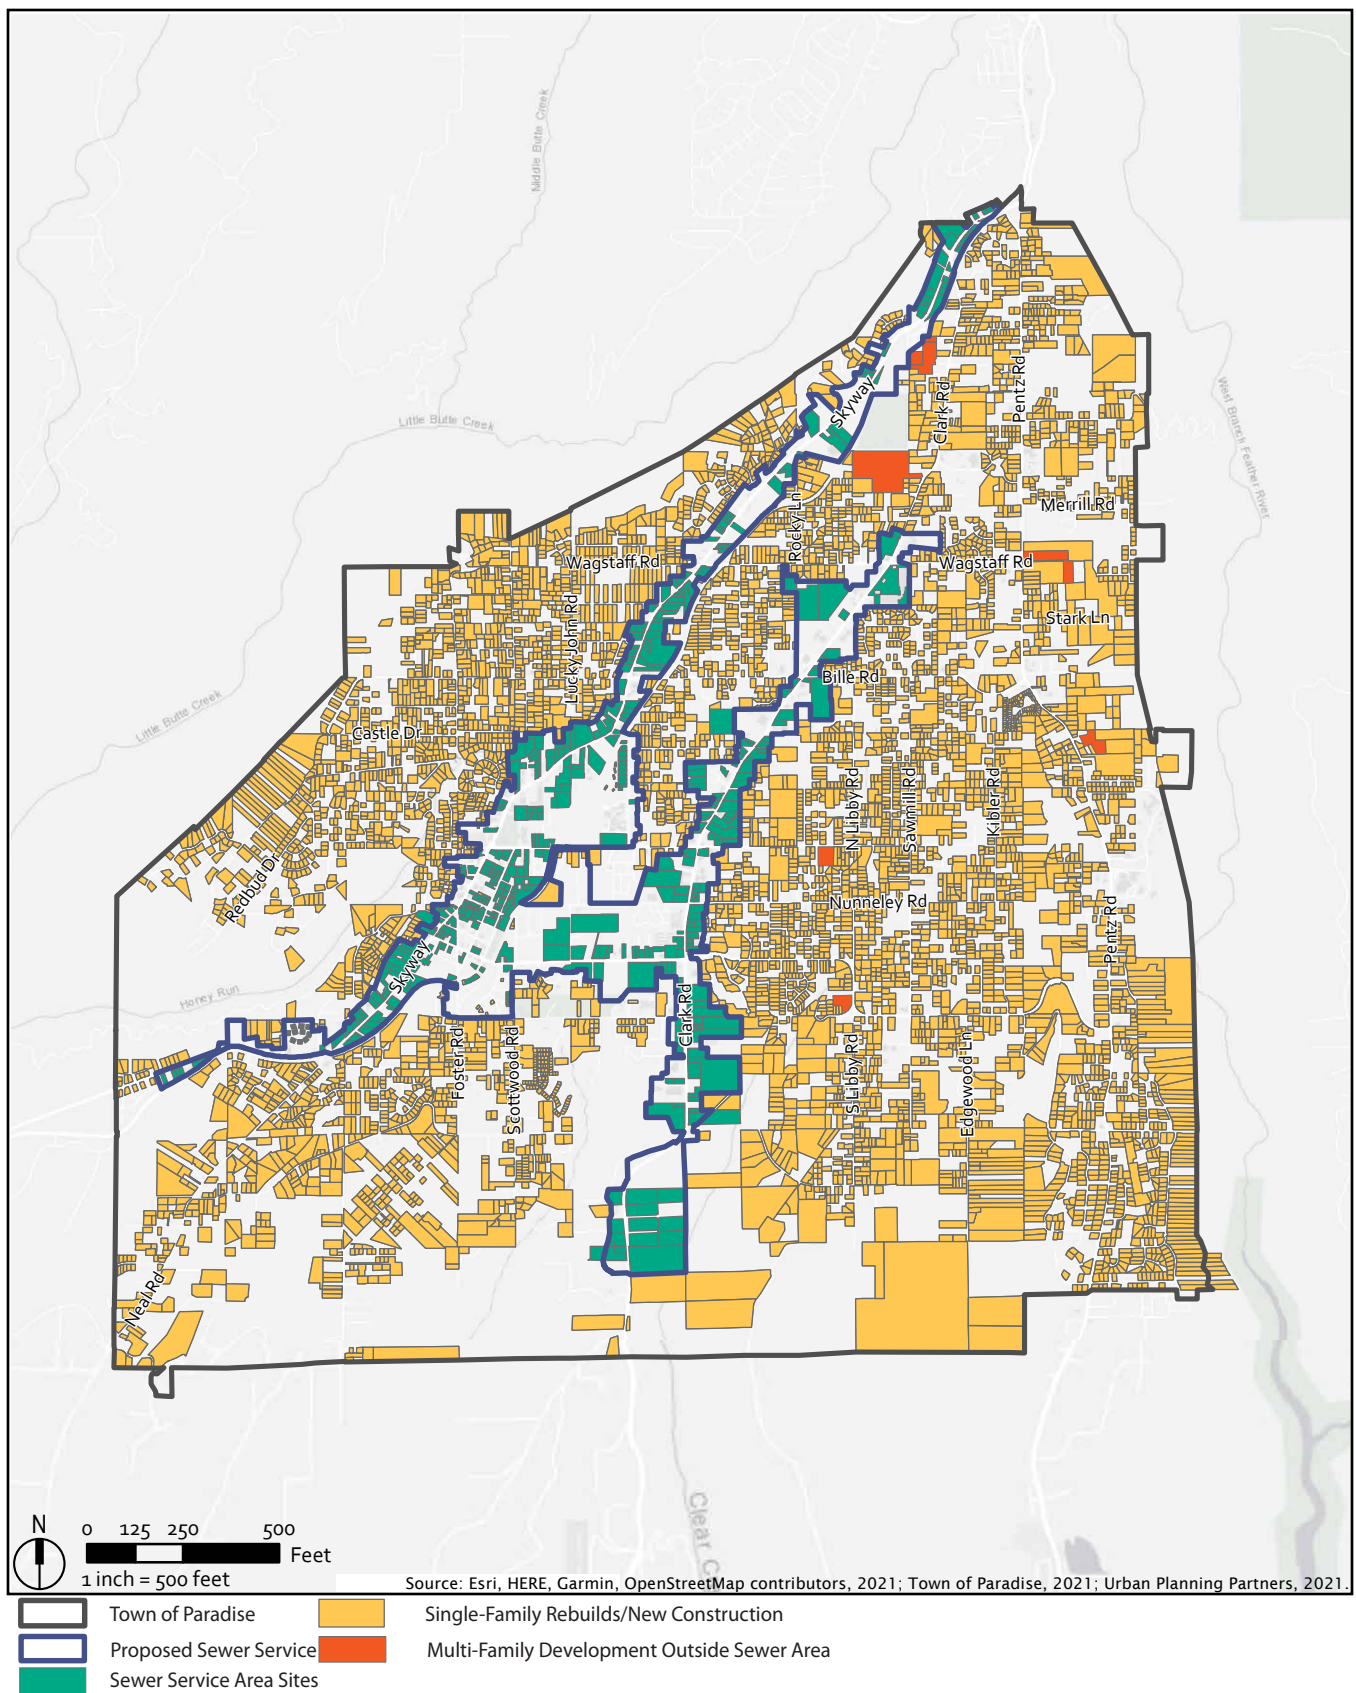 Middle Butte Creek
Little Butte Creek
West Branch Feather River
Skyway
Clark Rd
Pentz Rd
Merrill Rd
Rocky Ln
Wagstaff Rd
Wagstaff Rd
Lucky John Rd
Stark Ln
Bille Rd
Little Butte Creek
Castle Dr
N Libby Rd
Sawmill Rd
Kibler Rd
Redbud Dr
Nunneley Rd
Pentz Rd
Skyway
Honey Run
Clark Rd
Foster Rd
Scottwood Rd
S Libby Rd
Edgewood Ln
Neal Rd
Clear C
N
0 125 250 500
Feet
1 inch = 500 feet
Source: Esri, HERE, Garmin, OpenStreetMap contributors, 2021; Town of Paradise, 2021; Urban Planning Partners, 2021.
Town of Paradise
Single-Family Rebuilds/New Construction
Proposed Sewer Service
Multi-Family Development Outside Sewer Area
Sewer Service Area Sites